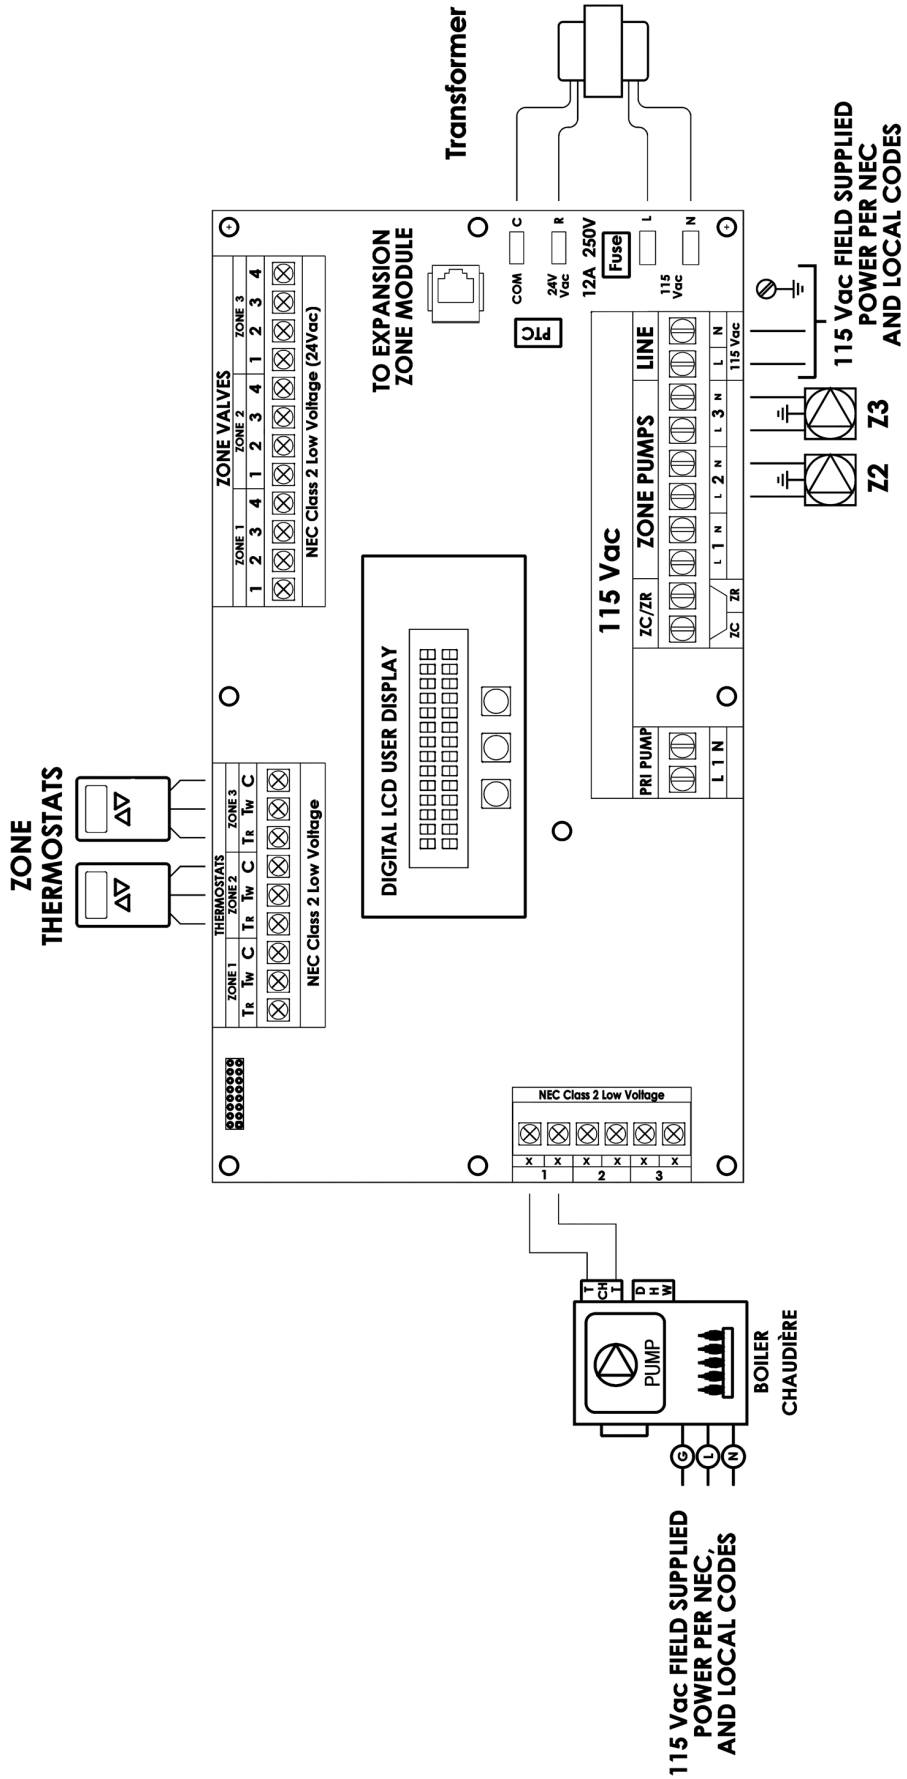 ZONE
THERMOSTATS
THERMOSTATS
ZONE 1
ZONE 2
ZONE 3
TR TW C TR TW C TR TW C
NEC Class 2 Low Voltage
ZONE VALVES
ZONE 1
ZONE 2
ZONE 3
1 2 3 4 1 2 3 4 1 2 3 4
NEC Class 2 Low Voltage (24Vac)
TO EXPANSION
ZONE MODULE
Transformer
COM
C
24V
Vac
R
PTC
12A 250V
Fuse
115
Vac
L
N
DIGITAL LCD USER DISPLAY
NEC Class 2 Low Voltage
X X X X X X
1 2 3
115 Vac
PRI PUMP
ZC/ZR
ZONE PUMPS
LINE
L 1 N
ZC
ZR
L 1 N
L 2 N
L 3 N
L N
115 Vac
Z2
Z3
115 Vac FIELD SUPPLIED
POWER PER NEC
AND LOCAL CODES
T
CH
T
D
H
W
PUMP
BOILER
CHAUDIÈRE
G
L
N
115 Vac FIELD SUPPLIED
POWER PER NEC,
AND LOCAL CODES